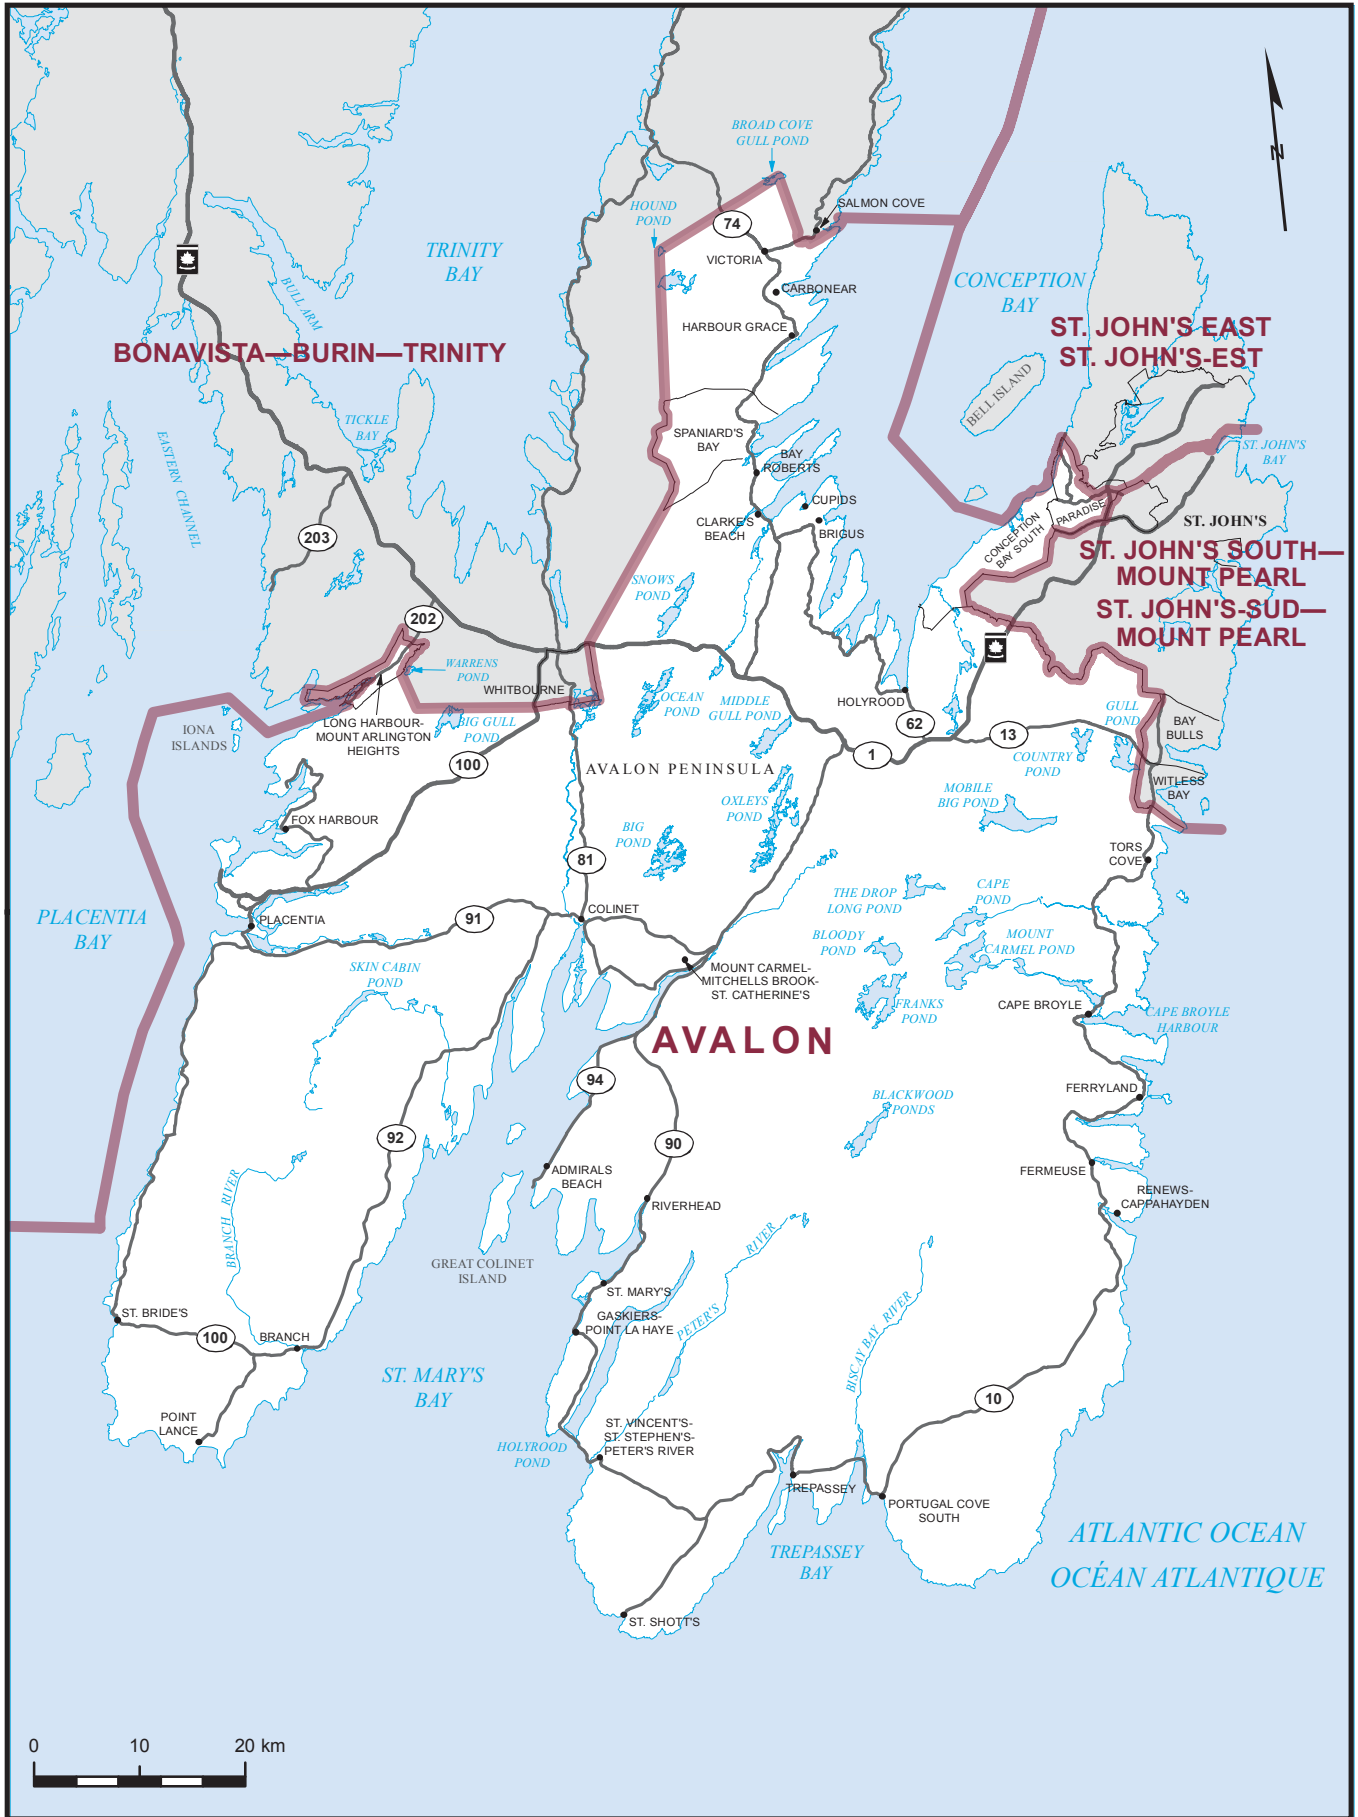 BROAD COVE
GULL POND
HOUND
POND
74
SALMON COVE
TRINITY
BAY
VICTORIA
CONCEPTION
BAY
CARBONEAR
BULL ARM
HARBOUR GRACE
ST. JOHN'S EAST
ST. JOHN'S-EST
BONAVISTA—BURIN—TRINITY
BELL ISLAND
TICKLE
BAY
SPANIARD'S
BAY
BAY
ROBERTS
ST. JOHN'S
BAY
EASTERN CHANNEL
CUPIDS
CLARKE'S
BEACH
BRIGUS
PARADISE
CONCEPTION
BAY SOUTH
ST. JOHN'S
203
ST. JOHN'S SOUTH—
MOUNT PEARL
ST. JOHN'S-SUD—
MOUNT PEARL
SNOWS
POND
202
WARRENS
POND
WHITBOURNE
OCEAN
POND
MIDDLE
GULL POND
HOLYROOD
62
13
GULL
POND
BAY
BULLS
IONA
ISLANDS
LONG HARBOUR-
MOUNT ARLINGTON
HEIGHTS
BIG GULL
POND
100
1
COUNTRY
POND
AVALON PENINSULA
MOBILE
BIG POND
WITLESS
BAY
OXLEYS
POND
FOX HARBOUR
BIG
POND
81
TORS
COVE
THE DROP
LONG POND
CAPE
POND
PLACENTIA
BAY
PLACENTIA
91
COLINET
BLOODY
POND
MOUNT
CARMEL POND
SKIN CABIN
POND
MOUNT CARMEL-
MITCHELLS BROOK-
ST. CATHERINE'S
FRANKS
POND
CAPE BROYLE
CAPE BROYLE
HARBOUR
AVALON
94
FERRYLAND
BLACKWOOD
PONDS
92
90
ADMIRALS
BEACH
FERMEUSE
RENEWS-
CAPPAHAYDEN
RIVERHEAD
BRANCH RIVER
PETER'S RIVER
GREAT COLINET
ISLAND
ST. MARY'S
BISCAY BAY RIVER
ST. BRIDE'S
GASKIERS-
POINT LA HAYE
100
BRANCH
ST. MARY'S
BAY
10
POINT
LANCE
ST. VINCENT'S-
ST. STEPHEN'S-
PETER'S RIVER
HOLYROOD
POND
TREPASSEY
PORTUGAL COVE
SOUTH
ATLANTIC OCEAN
OCÉAN ATLANTIQUE
TREPASSEY
BAY
ST. SHOTT'S
0 10 20 km
N